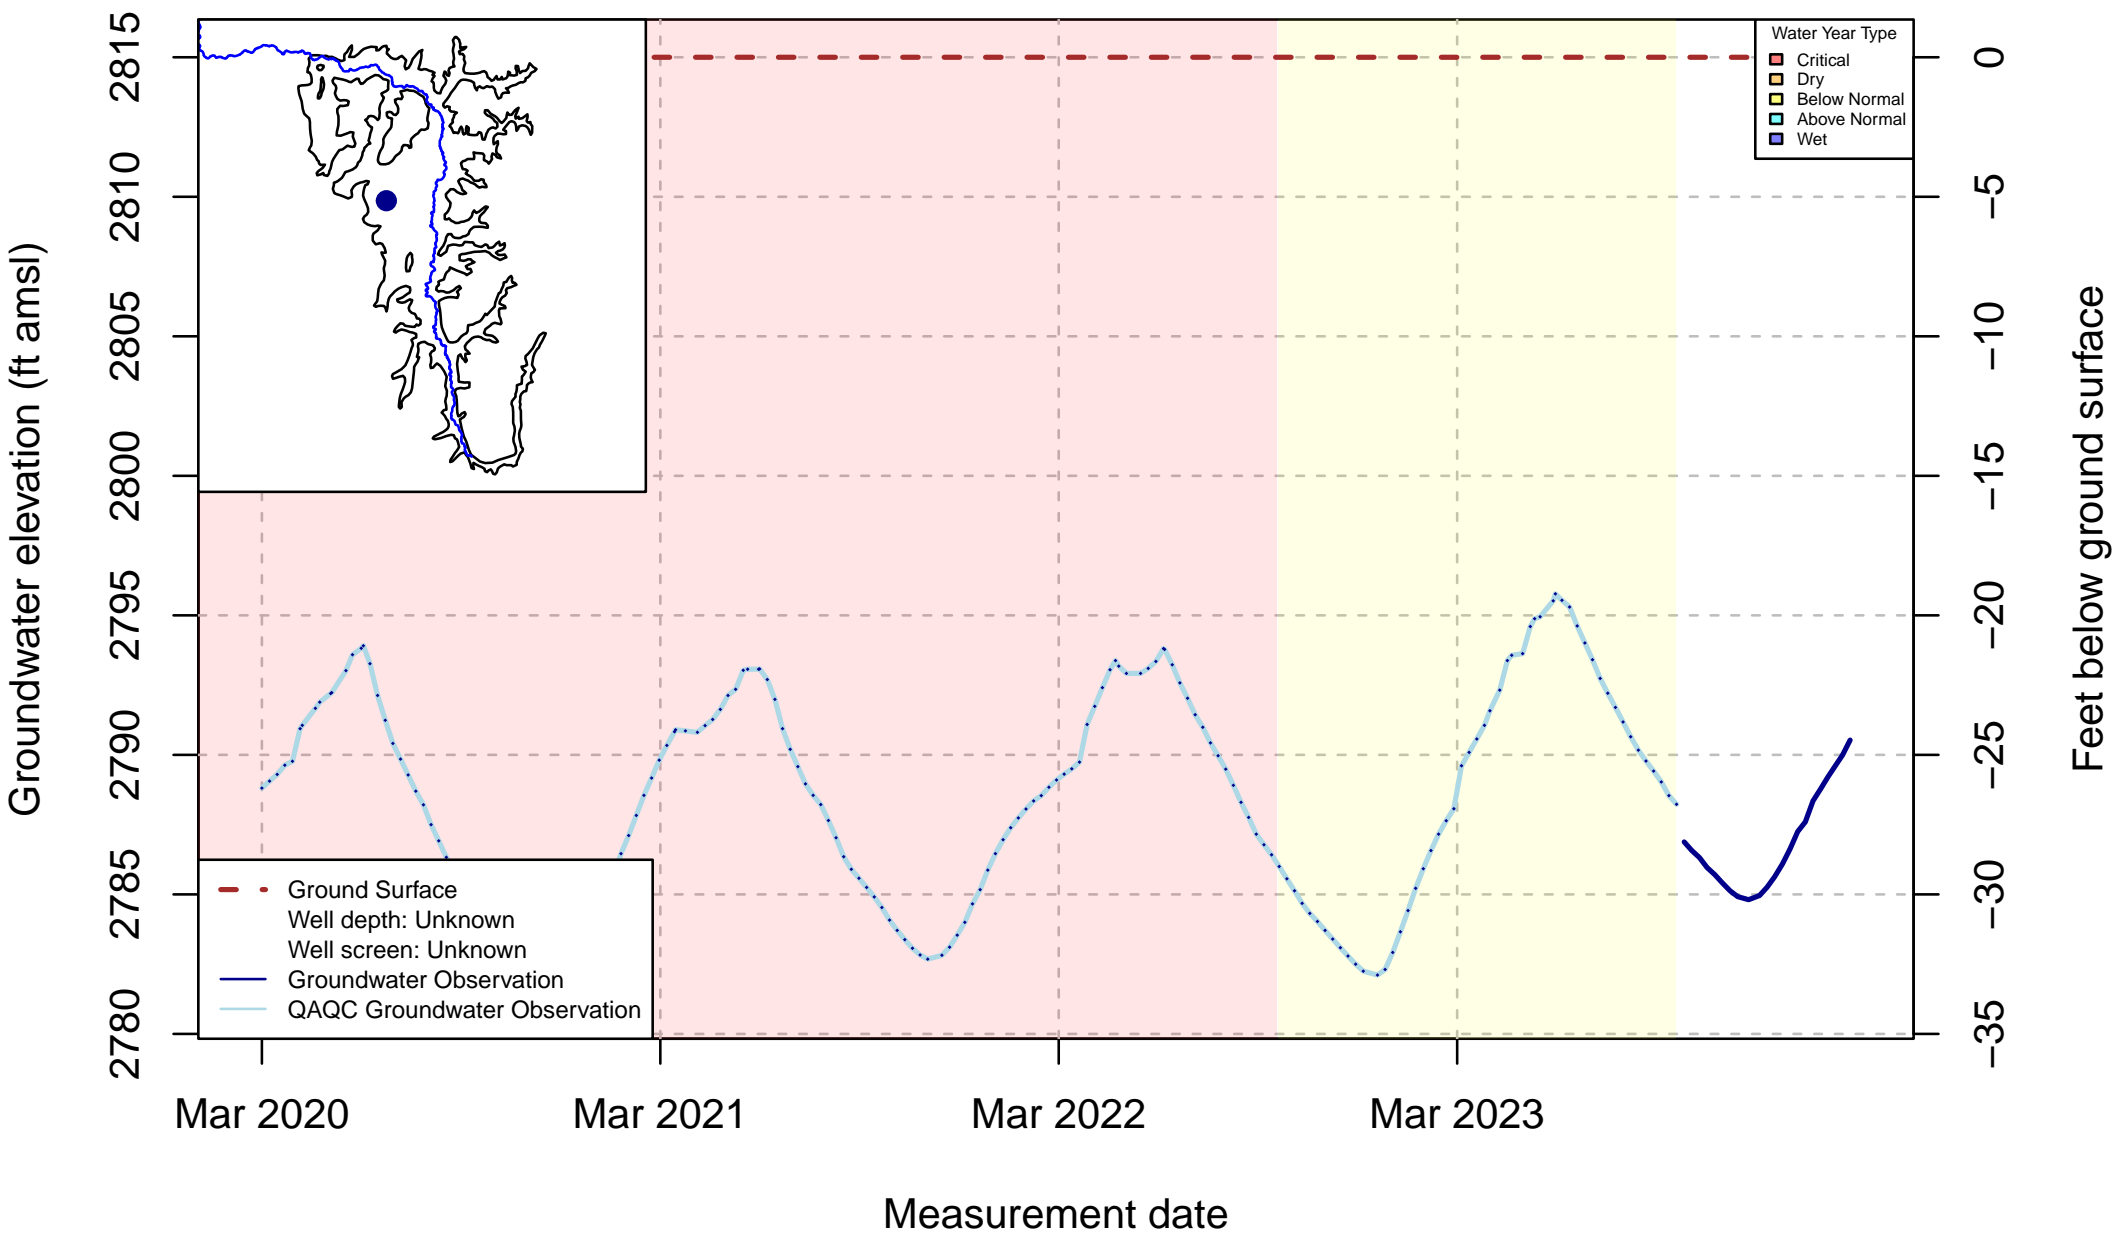 Groundwater elevation (ft amsl)
2815
2810
2805
2800
2795
2790
2785
2780
Water Year Type
Critical
Dry
Below Normal
Above Normal
Wet
Ground Surface
Well depth: Unknown
Well screen: Unknown
Groundwater Observation
QAQC Groundwater Observation
0
−5
−10
−15
−20
−25
−30
−35
Feet below ground surface
Mar 2020
Mar 2021
Mar 2022
Mar 2023
Measurement date